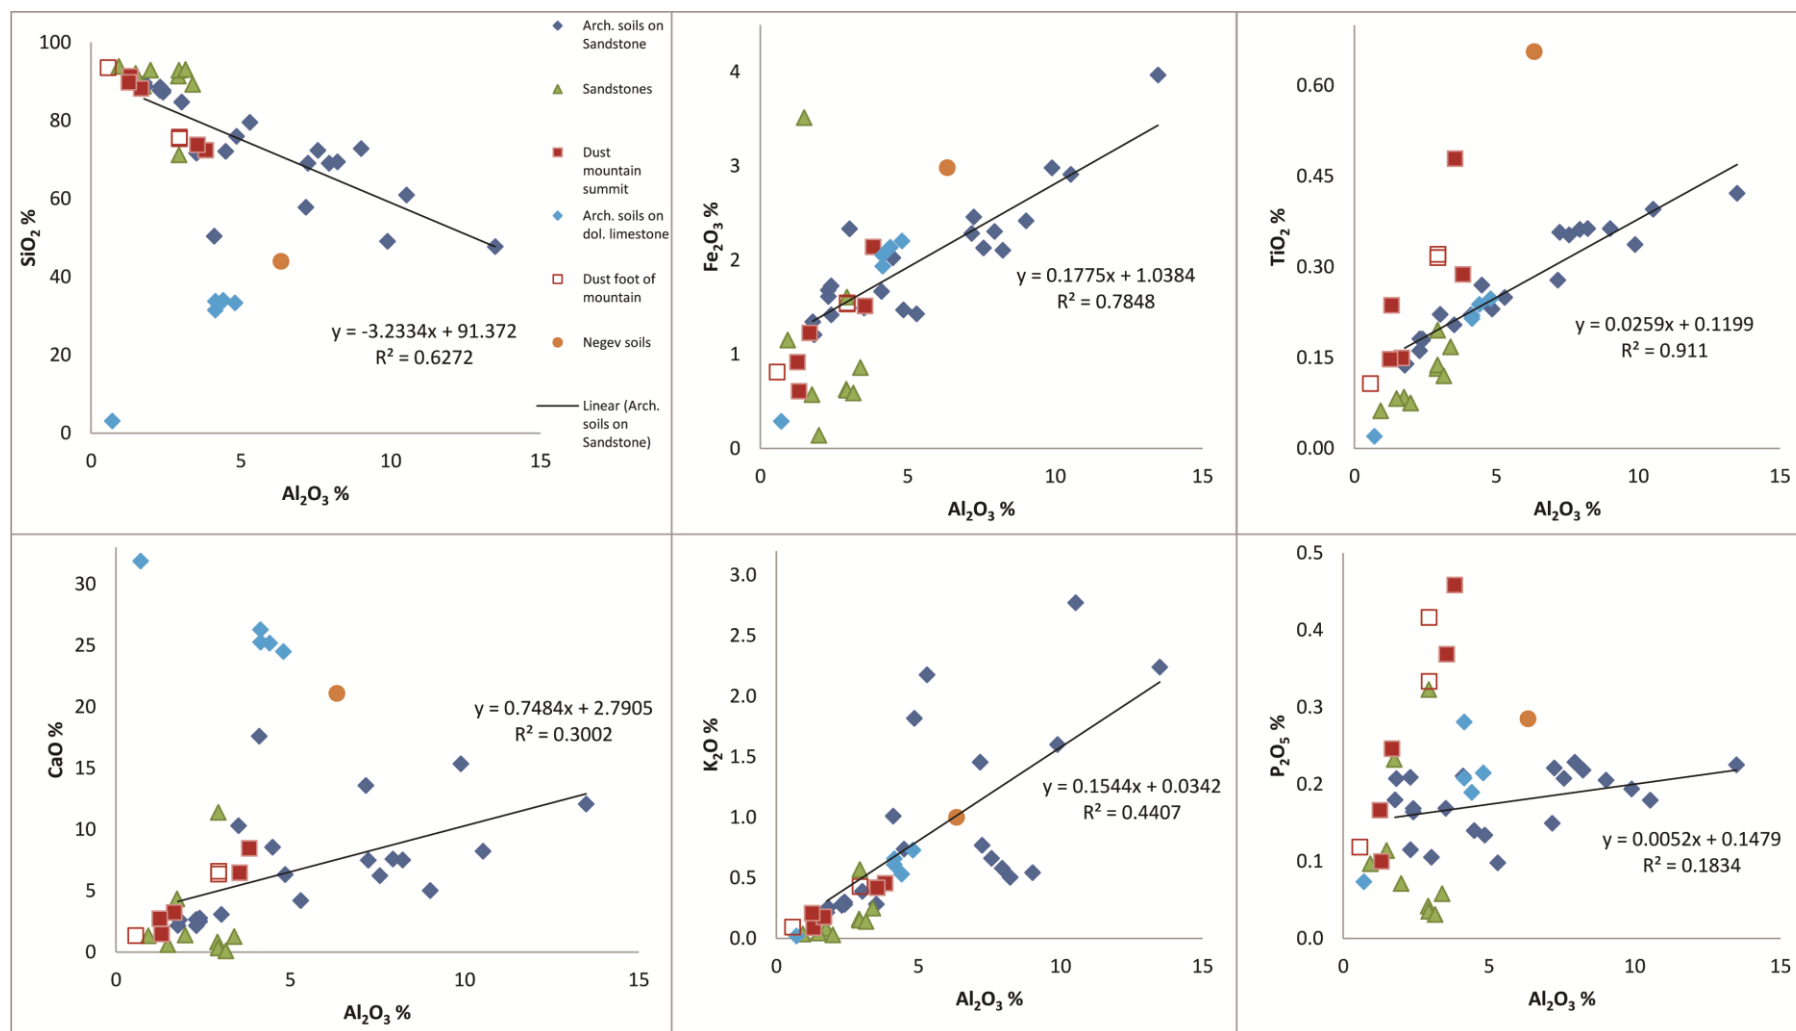 100
80
60
40
20
0
0 5 10 15
SiO₂ %
Al₂O₃ %
y = -3.2334x + 91.372
R² = 0.6272
Arch. soils on
Sandstone
Sandstones
Dust
mountain
summit
Arch. soils on
dol. limestone
Dust foot of
mountain
Negev soils
Linear (Arch.
soils on
Sandstone)
4
3
2
1
0
0 5 10 15
Fe₂O₃ %
Al₂O₃ %
y = 0.1775x + 1.0384
R² = 0.7848
0.60
0.45
0.30
0.15
0.00
0 5 10 15
TiO₂ %
Al₂O₃ %
y = 0.0259x + 0.1199
R² = 0.911
30
25
20
15
10
5
0
0 5 10 15
CaO %
Al₂O₃ %
y = 0.7484x + 2.7905
R² = 0.3002
3.0
2.5
2.0
1.5
1.0
0.5
0.0
0 5 10 15
K₂O %
Al₂O₃ %
y = 0.1544x + 0.0342
R² = 0.4407
0.5
0.4
0.3
0.2
0.1
0.0
0 5 10 15
P₂O₅ %
Al₂O₃ %
y = 0.0052x + 0.1479
R² = 0.1834